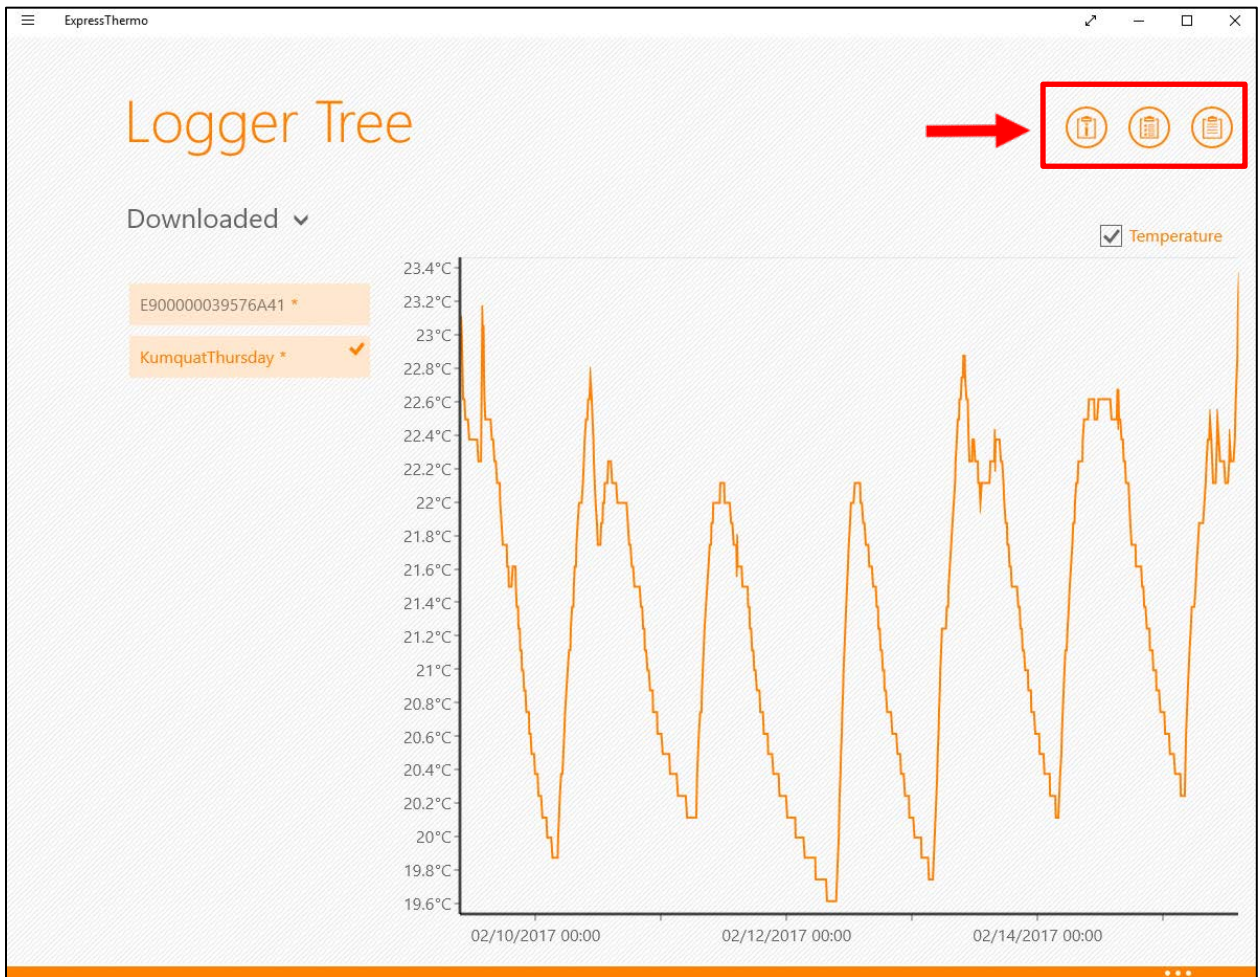 ExpressThermo
Logger Tree
Downloaded
Temperature
E900000039576A41 *
KumquatThursday *
23.4°C
23.2°C
23°C
22.8°C
22.6°C
22.4°C
22.2°C
22°C
21.8°C
21.6°C
21.4°C
21.2°C
21°C
20.8°C
20.6°C
20.4°C
20.2°C
20°C
19.8°C
19.6°C
02/10/2017 00:00 02/12/2017 00:00 02/14/2017 00:00